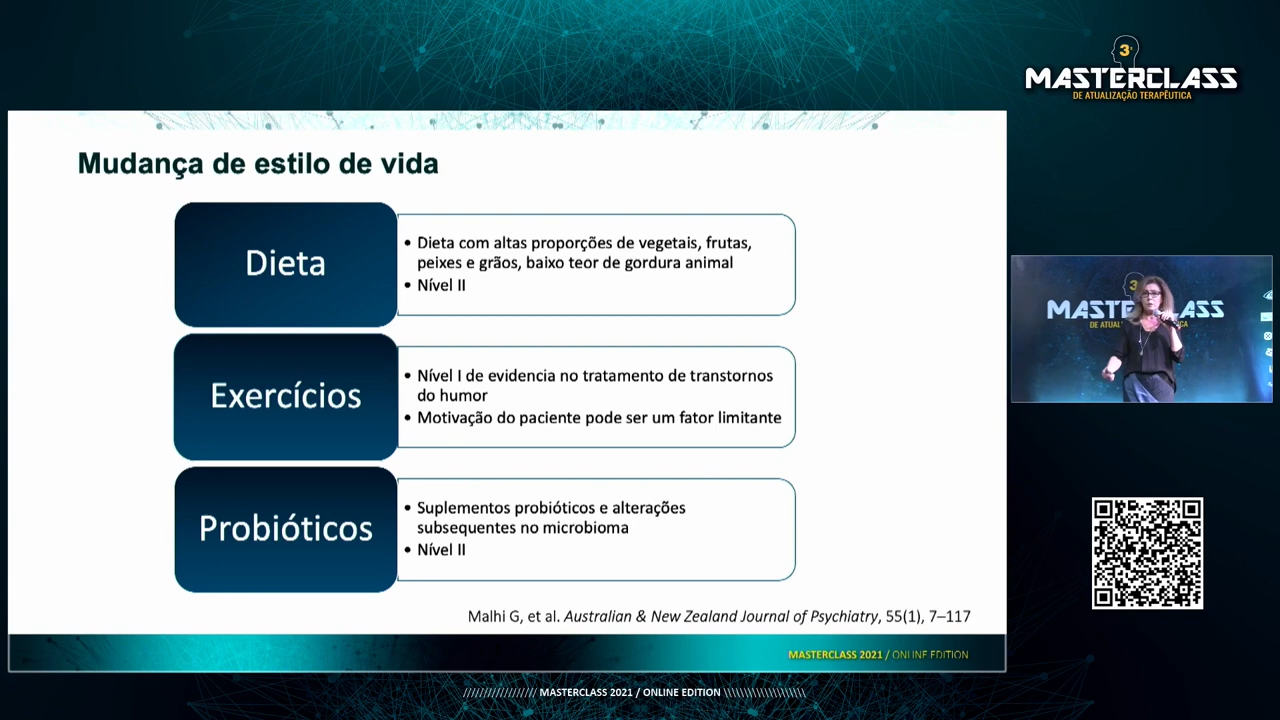 3ª
MASTERCLASS
DE ATUALIZAÇÃO TERAPÊUTICA
Mudança de estilo de vida
Dieta
• Dieta com altas proporções de vegetais, frutas,
peixes e grãos, baixo teor de gordura animal
• Nível II
Exercícios
• Nível I de evidencia no tratamento de transtornos
do humor
• Motivação do paciente pode ser um fator limitante
Probióticos
• Suplementos probióticos e alterações
subsequentes no microbioma
• Nível II
Malhi G, et al. Australian & New Zealand Journal of Psychiatry, 55(1), 7–117
MASTERCLASS 2021 / ONLINE EDITION
MASTERCLASS 2021 / ONLINE EDITION